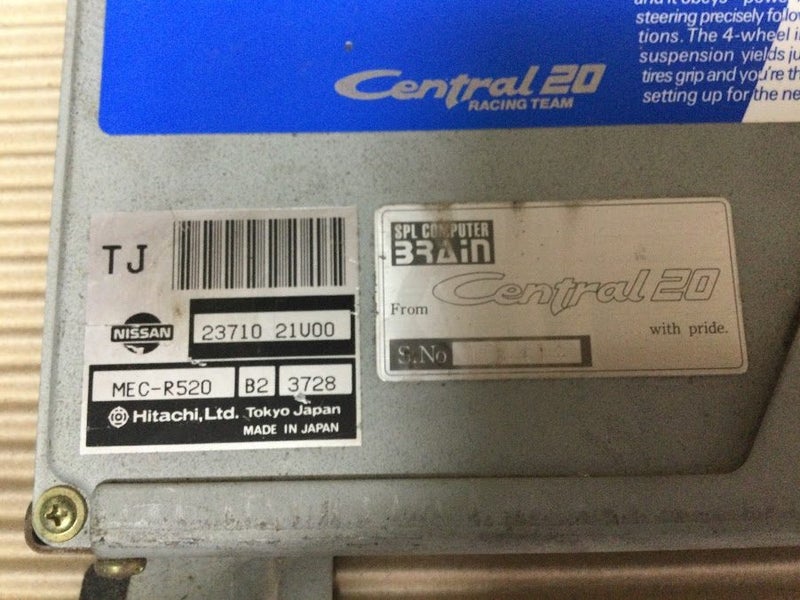 and it obeys
steering precisely follow
tions. The 4-wheel i
suspension yields ju
tires grip and you're th
setting up for the ne
Central 20
RACING TEAM
TJ
NISSAN
23710 21U00
MEC-R520 B2 3728
Hitachi, Ltd. Tokyo Japan
MADE IN JAPAN
SPL COMPUTER
BRAiN
From Central 20
with pride.
S.No